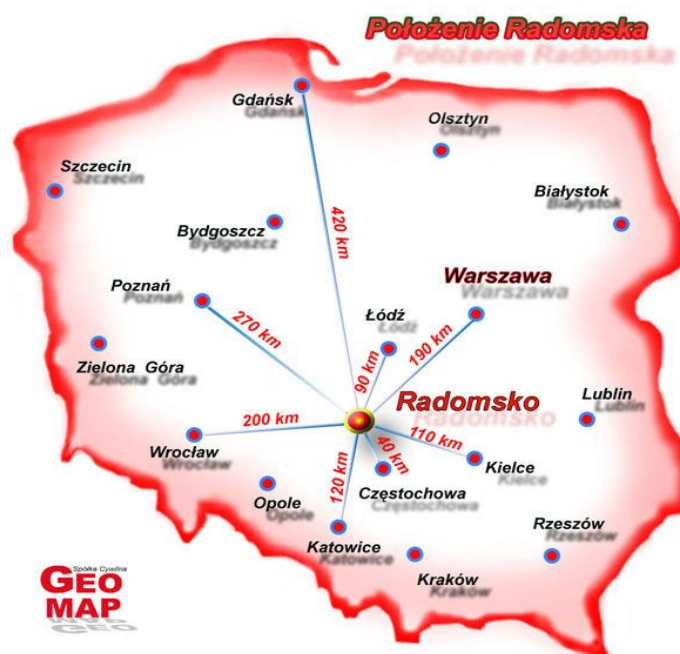 Położenie Radomska
Gdańsk
Olsztyn
Szczecin
Białystok
Bydgoszcz
420 km
Warszawa
Poznań
270 km
Łódź
190 km
90 km
Zielona Góra
Radomsko
Lublin
200 km
110 km
Wrocław
40 km
Kielce
120 km
Częstochowa
Opole
Rzeszów
Katowice
Kraków
Spółka Cywilna
GEO
MAP